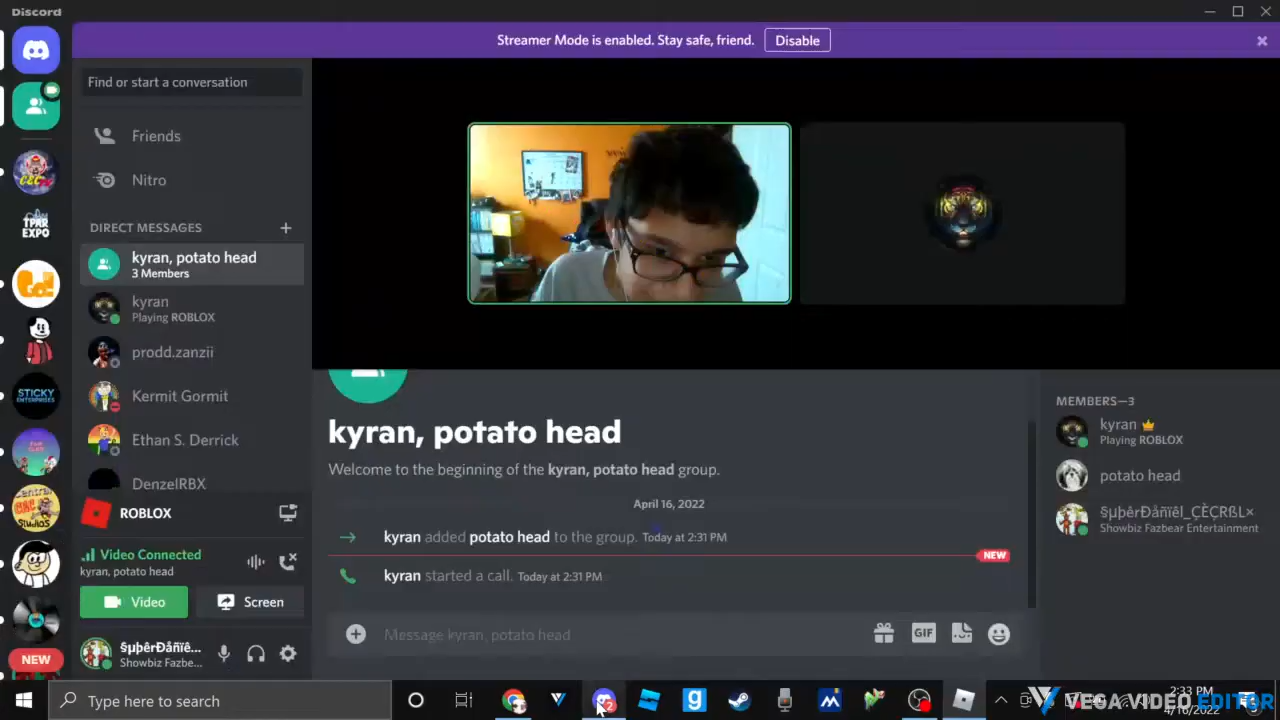 Discord
Streamer Mode is enabled. Stay safe, friend.
Disable
Find or start a conversation
Friends
Nitro
DIRECT MESSAGES
kyran, potato head
3 Members
kyran
Playing ROBLOX
prodd.zanzii
Kermit Gormit
Ethan S. Derrick
DenzelRBX
ROBLOX
Video Connected
kyran, potato head
Video
Screen
§µþêrÐåñïê...
Showbiz Fazbe...
TPAR
EXPO
Go!
STICKY
ENTERPRISES
NEW
kyran, potato head
Welcome to the beginning of the kyran, potato head group.
April 16, 2022
kyran added potato head to the group. Today at 2:31 PM
NEW
kyran started a call. Today at 2:31 PM
Message kyran, potato head
GIF
MEMBERS—3
kyran
Playing ROBLOX
potato head
§µþêrÐåñïêl_ÇÈÇRßL×
Showbiz Fazbear Entertainment
Type here to search
2:33 PM
4/16/2022
VEGA VIDEO EDITOR